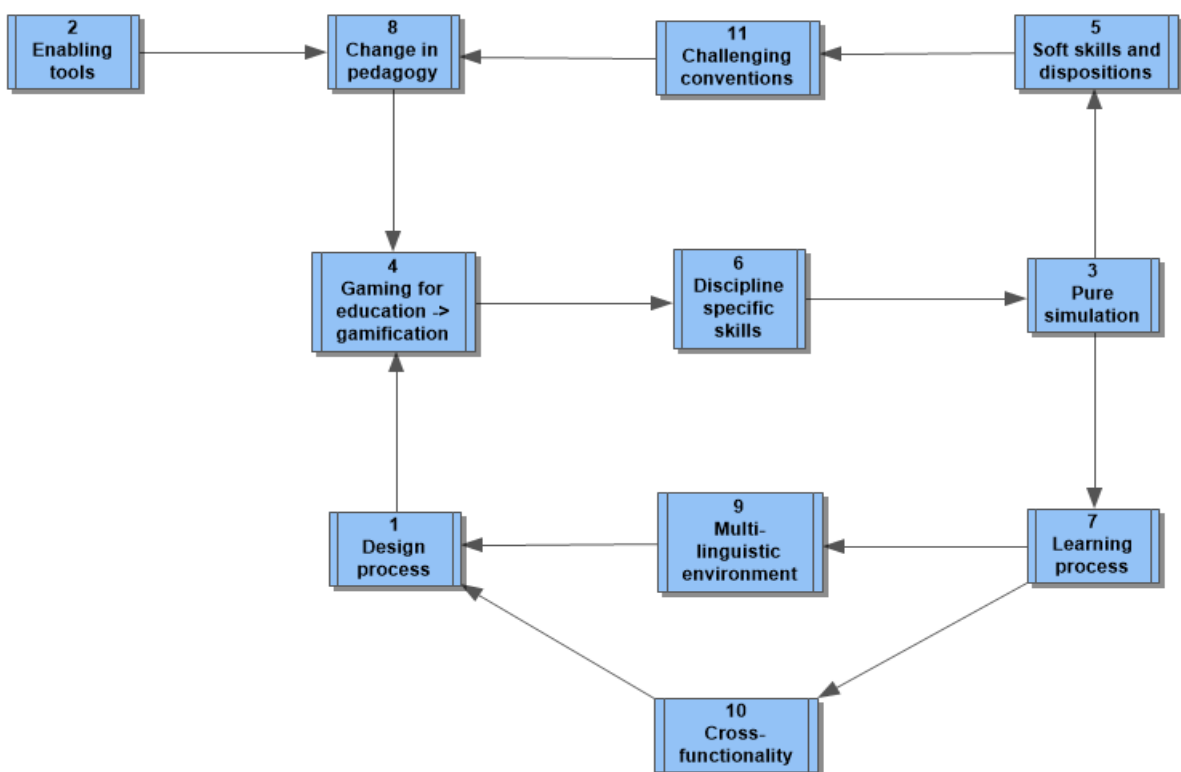 2
Enabling
tools
8
Change in
pedagogy
11
Challenging
conventions
5
Soft skills and
dispositions
4
Gaming for
education ->
gamification
6
Discipline
specific
skills
3
Pure
simulation
1
Design
process
9
Multi-
linguistic
environment
7
Learning
process
10
Cross-
functionality